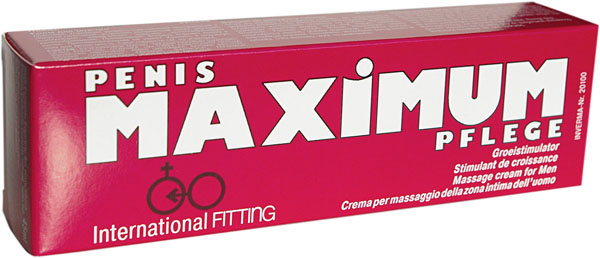 PENIS
MAXiMUM
PFLEGE
Groeistimulator
Stimulant de croissance
Massage cream for Men
Crema per massaggio della zona intima dell'uomo
International FITTING
INVERMA-Nr. 20100